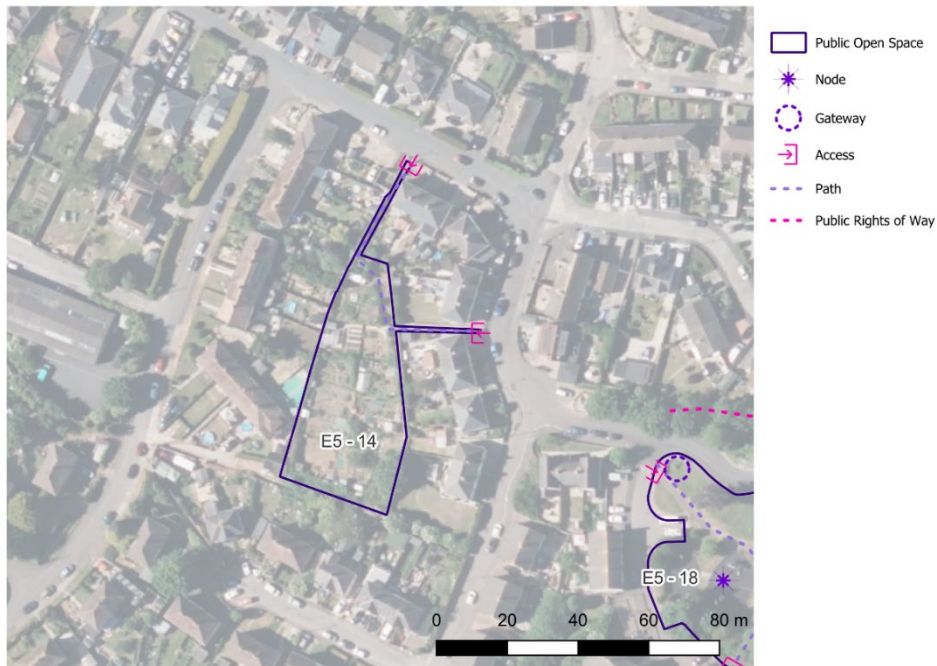 Public Open Space
Node
Gateway
Access
Path
Public Rights of Way
E5 - 14
E5 - 18
0 20 40 60 80 m